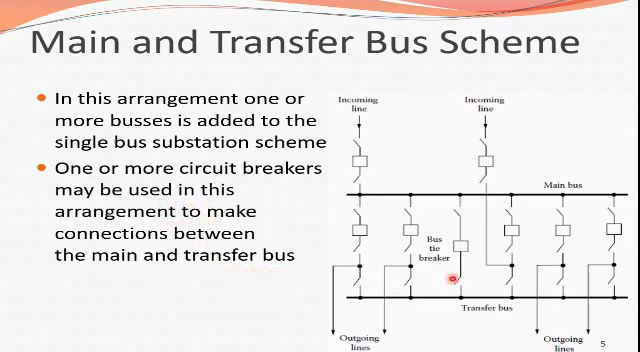 Main and Transfer Bus Scheme
In this arrangement one or
more busses is added to the
single bus substation scheme
One or more circuit breakers
may be used in this
arrangement to make
connections between
the main and transfer bus
Incoming
line
Incoming
line
Main bus
Bus
tie
breaker
Transfer bus
Outgoing
lines
Outgoing
lines
5